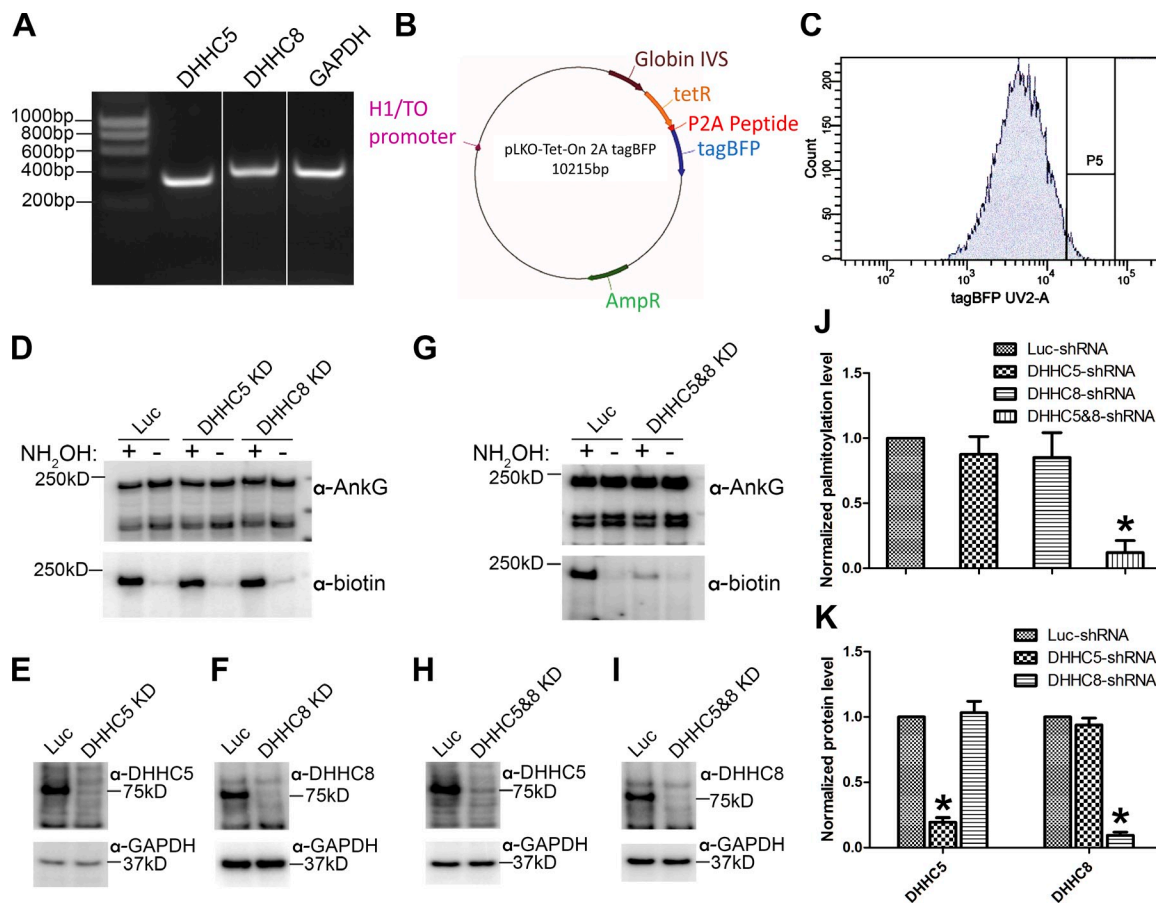 A
DHHC5
DHHC8
GAPDH
1000bp
800bp
600bp
400bp
200bp
B
Globin IVS
tetR
P2A Peptide
tagBFP
H1/TO
promoter
pLKO-Tet-On 2A tagBFP
10215bp
AmpR
C
Count
200
150
100
50
0
P5
10²
10³
10⁴
10⁵
tagBFP UV2-A
D
Luc
DHHC5 KD
DHHC8 KD
NH₂OH: + - + - + -
250kD
α-AnkG
250kD
α-biotin
G
Luc
DHHC5&8 KD
NH₂OH: + - + -
250kD
α-AnkG
250kD
α-biotin
J
Luc-shRNA
DHHC5-shRNA
DHHC8-shRNA
DHHC5&8-shRNA
Normalized palmitoylation level
1.5
1.0
0.5
0.0
*
E
Luc
DHHC5 KD
α-DHHC5
75kD
α-GAPDH
37kD
F
Luc
DHHC8 KD
α-DHHC8
75kD
α-GAPDH
37kD
H
Luc
DHHC5&8 KD
α-DHHC5
75kD
α-GAPDH
37kD
I
Luc
DHHC5&8 KD
α-DHHC8
75kD
α-GAPDH
37kD
K
Luc-shRNA
DHHC5-shRNA
DHHC8-shRNA
Normalized protein level
1.5
1.0
0.5
0.0
*
*
DHHC5
DHHC8